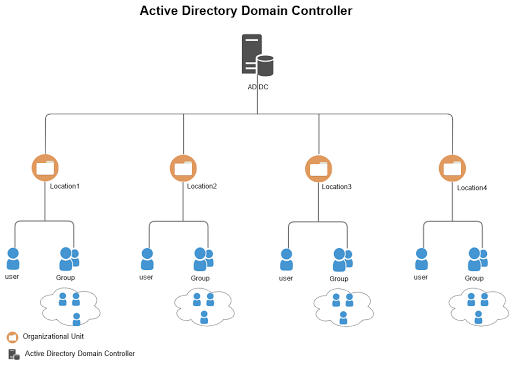 Active Directory Domain Controller
AD DC
Location1
Location2
Location3
Location4
user
Group
user
Group
user
Group
user
Group
Organizational Unit
Active Directory Domain Controller